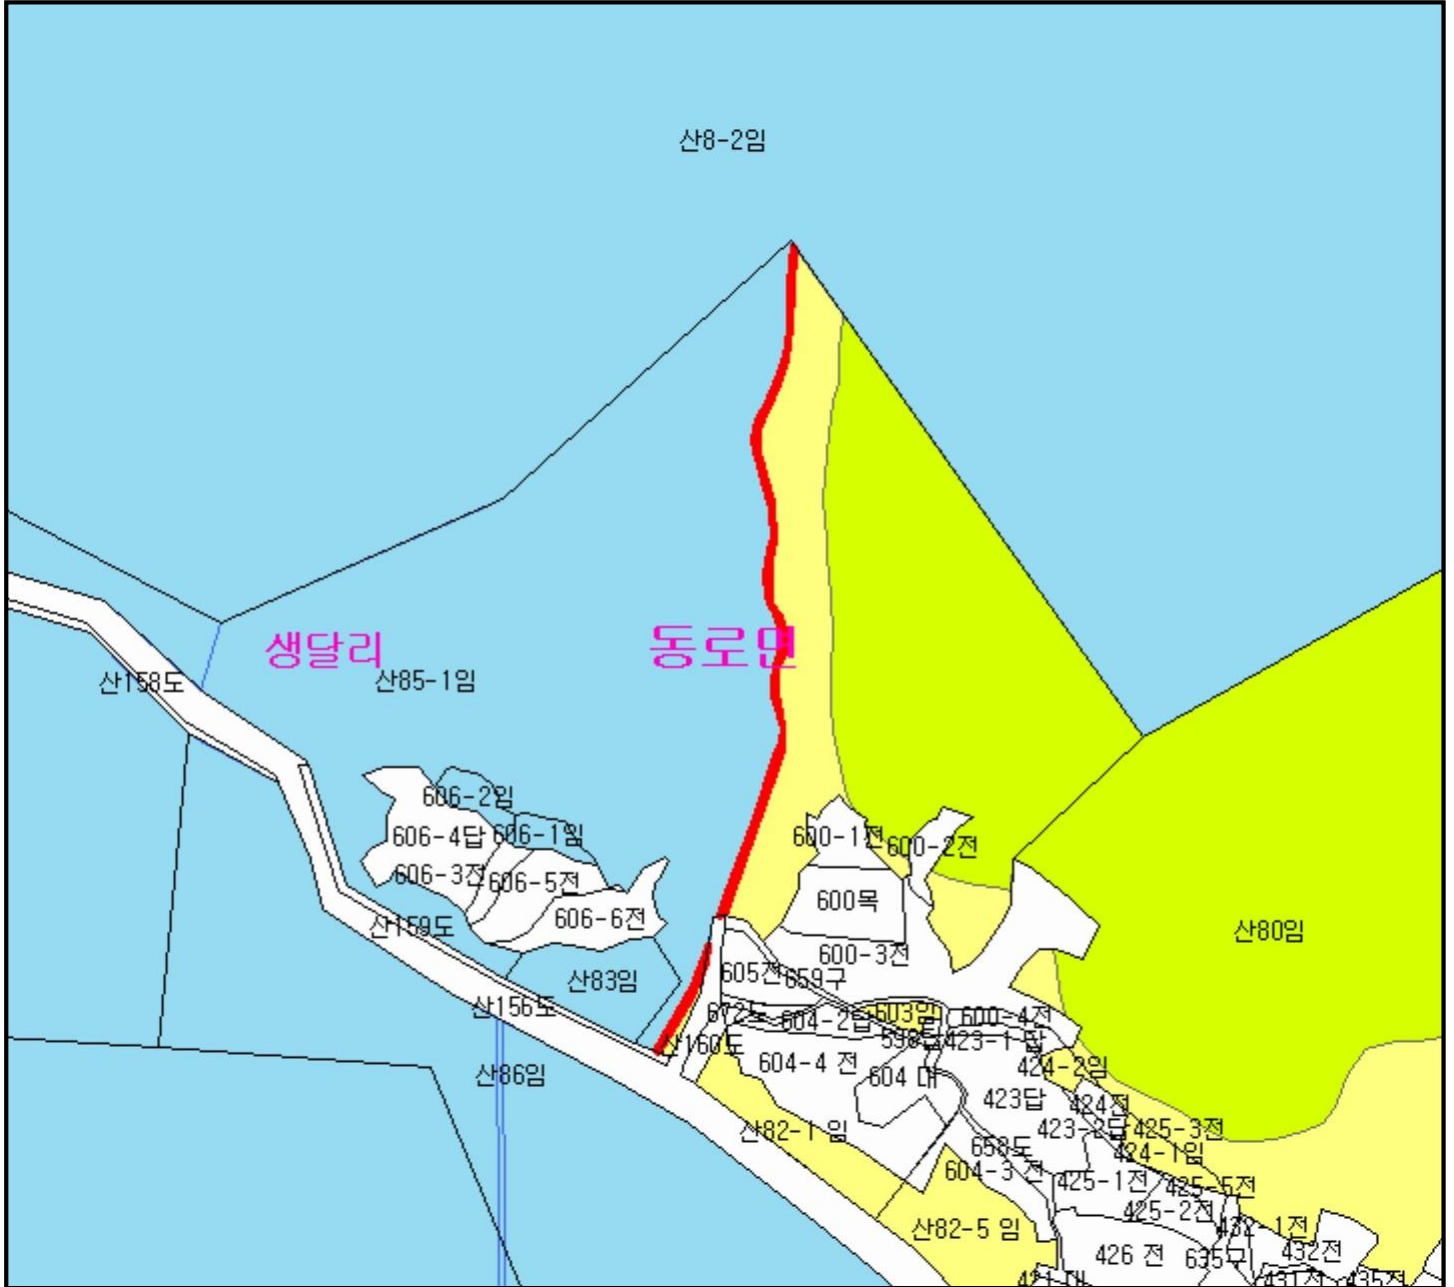 산8-2임
동로면
생달리
산85-1임
산158도
606-2임
606-4답
606-1임
606-3전
606-5전
606-6전
산159도
산83임
산156도
산86임
600-1전
600-2전
600목
600-3전
산80임
605전
659구
672도
604-2답
603임
600-4전
423-1 답
산160도
604-4 전
604 대
424-2임
423답
424전
423-2답
425-3전
산82-1 임
658도
424-1임
604-3 전
425-1전
425-5전
425-2전
산82-5 임
432-1전
426 전
635구
432전